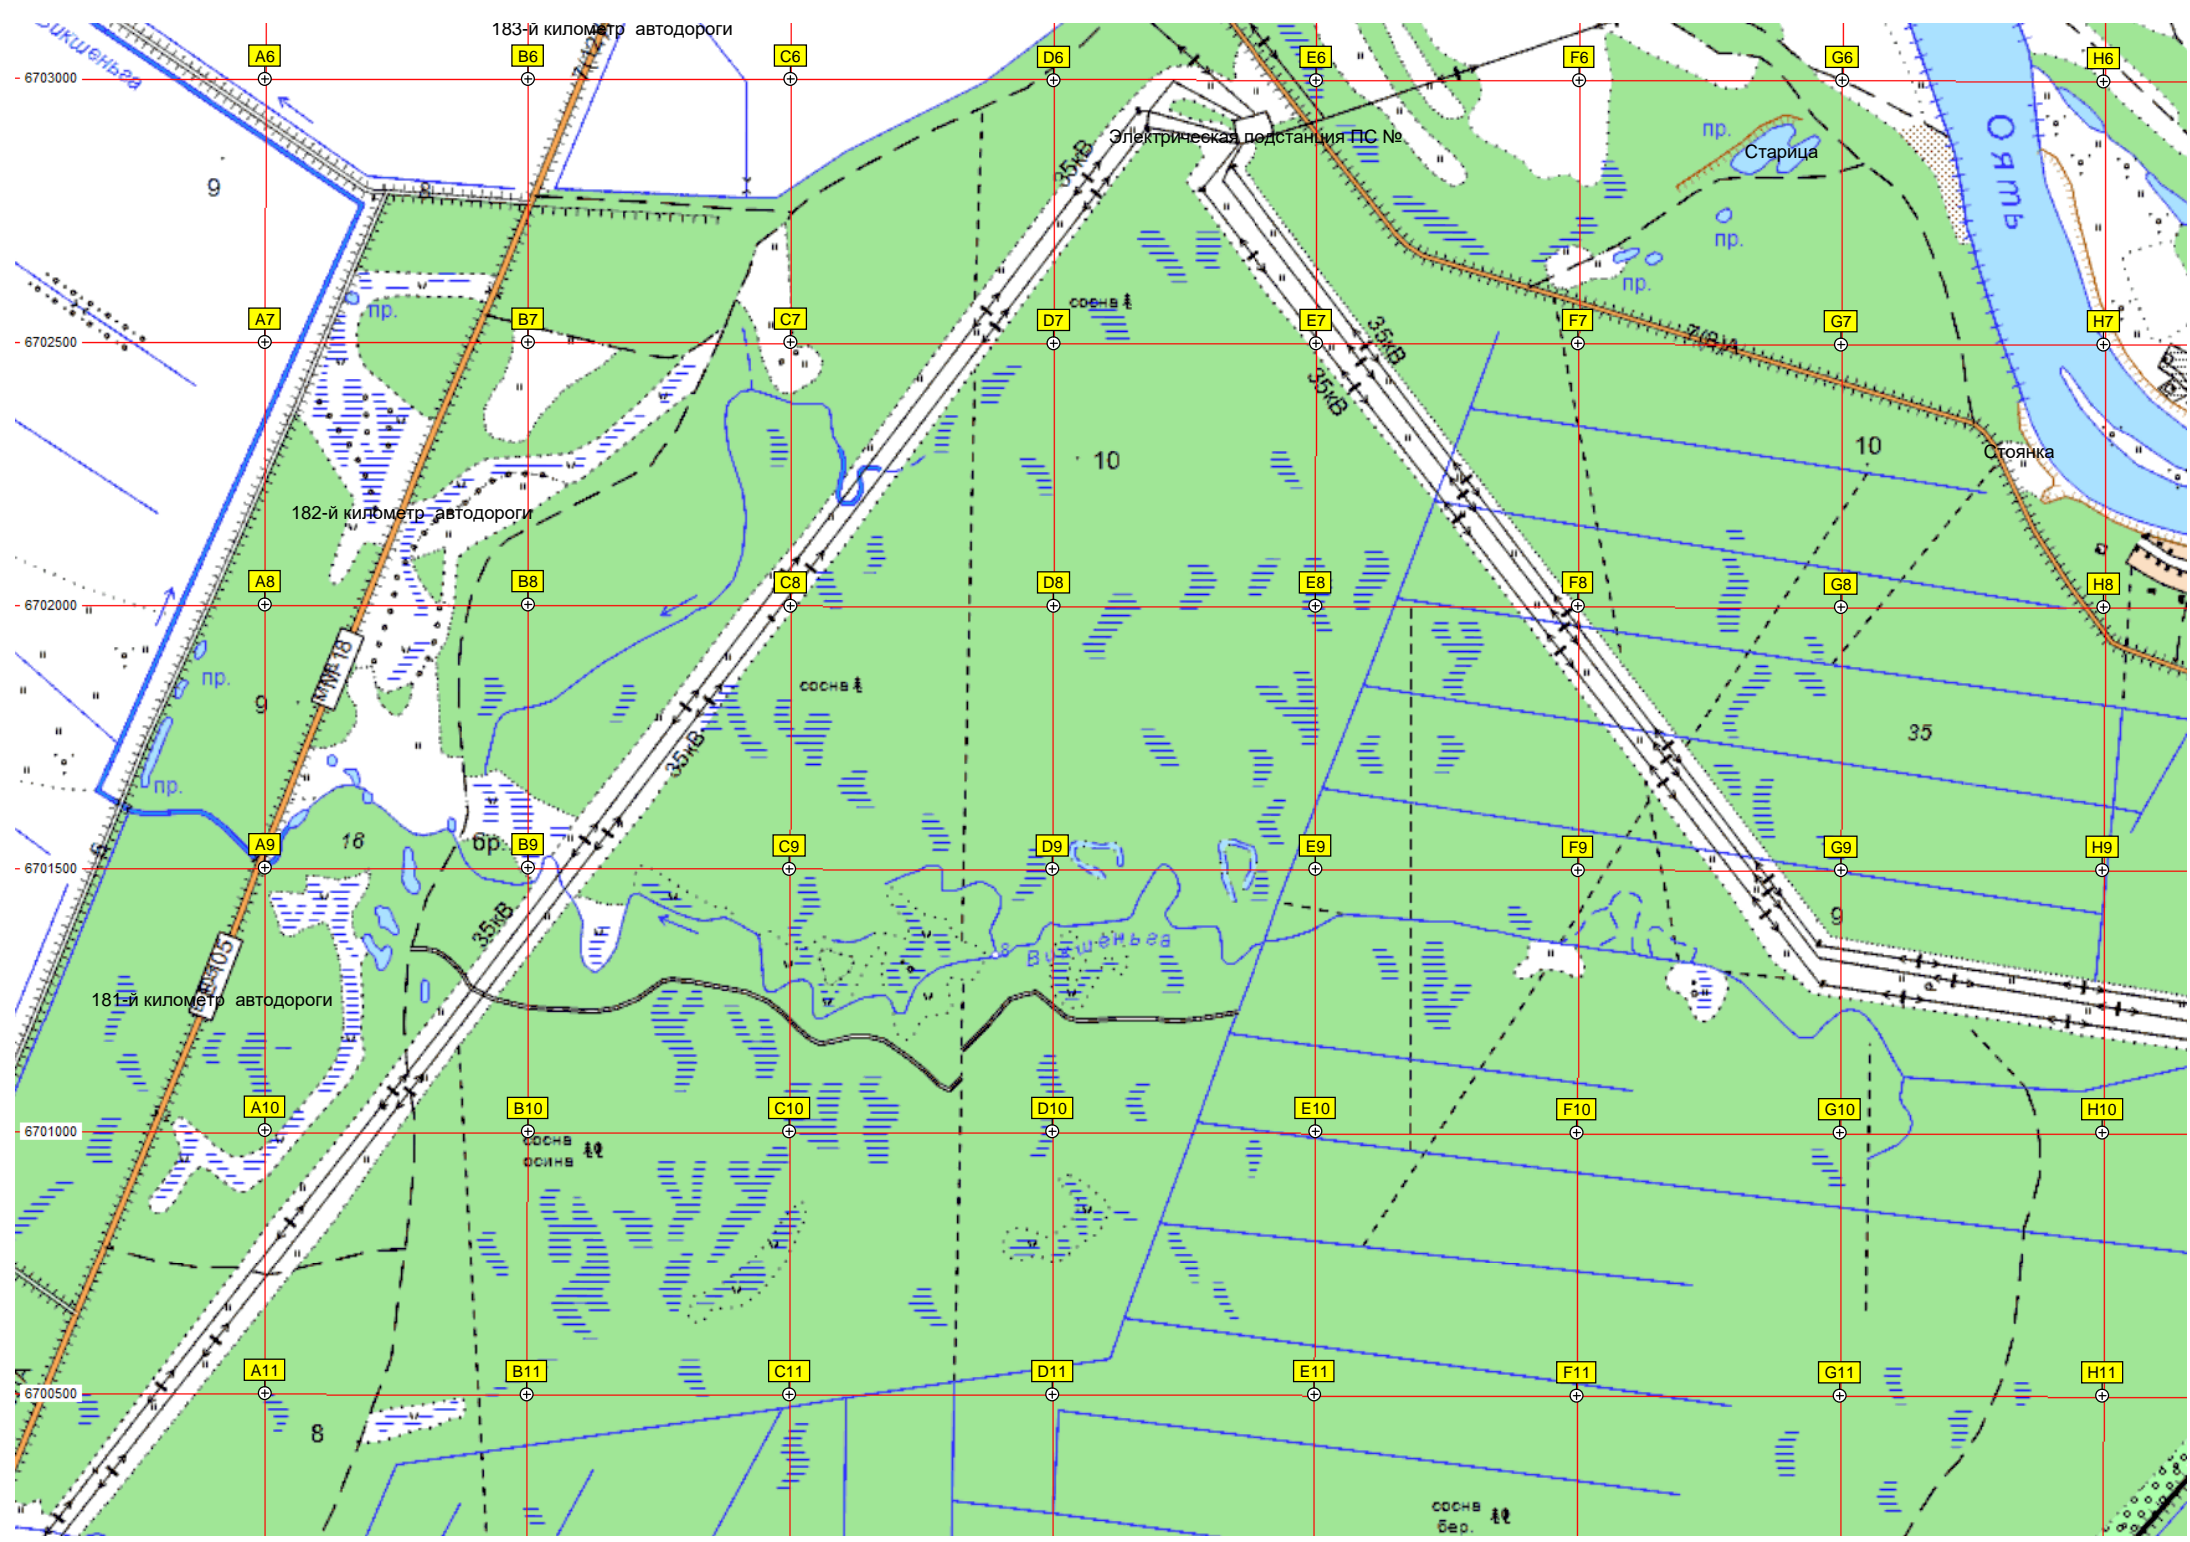 183-й километр автодороги
Викшеньга
A6
B6
C6
D6
E6
F6
G6
H6
6703000
Электрическая подстанция ПС №
пр.
Старица
Оять
35кВ
9
8
пр.
пр.
сосна
пр.
A7
B7
C7
D7
E7
F7
G7
H7
6702500
35кВ
35кВ
10
10
Стоянка
182-й километр автодороги
A8
B8
C8
D8
E8
F8
G8
H8
6702000
пр.
9
сосна
35
35кВ
пр.
16
бр.
A9
B9
C9
D9
E9
F9
G9
H9
6701500
35кВ
8
Викшеньга
9
181-й километр автодороги
A10
B10
C10
D10
E10
F10
G10
H10
6701000
сосна
осина
A11
B11
C11
D11
E11
F11
G11
H11
6700500
8
сосна
бер.